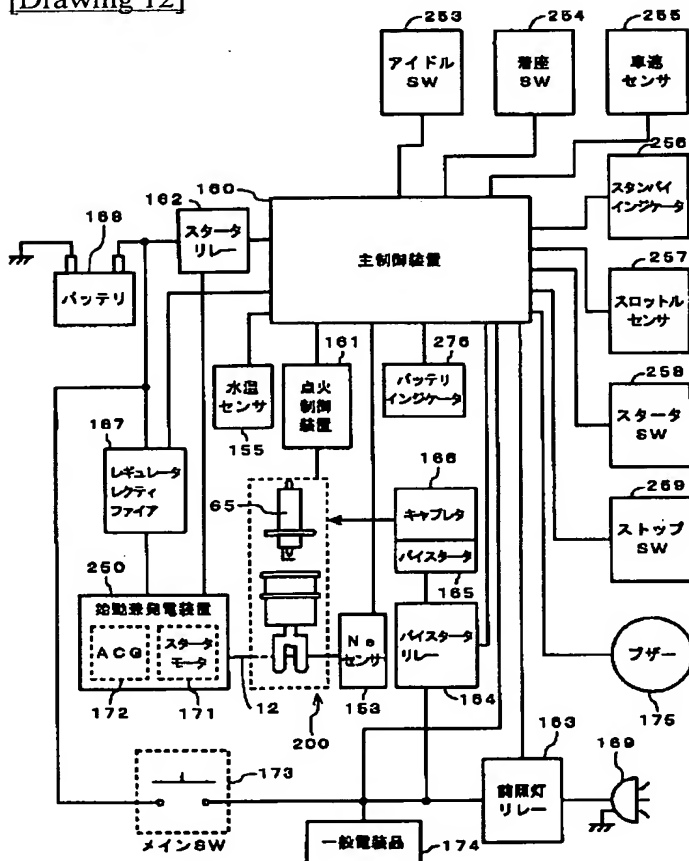 [Drawing 12]
253
254
255
アイドル
SW
着座
SW
車速
センサ
256
スタンバイ
インジケータ
162
160
168
スタータ
リレー
主制御装置
バッテリ
257
スロットル
センサ
161
276
水温
センサ
155
点火
制御
装置
バッテリ
インジケータ
258
スタータ
SW
167
レギュレータ
レクティ
ファイア
65
166
キャブレタ
バイスタータ
165
269
ストップ
SW
250
始動兼発電装置
ACG
スタータ
モータ
172
171
12
Ne
センサ
153
バイスタータ
リレー
164
ブザー
175
200
163
169
173
前照灯
リレー
メインSW
一般電装品
174